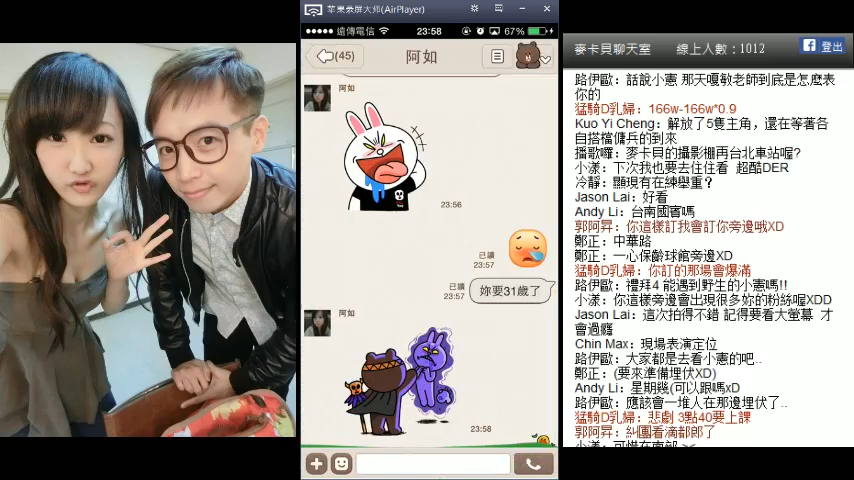 苹果录屏大师(AirPlayer)
遠傳電信
23:58
67%
(45)
阿如
阿如
23:56
已讀
23:57
已讀
23:57
妳要31歲了
阿如
23:58
麥卡貝聊天室
線上人數：1012
登出
路伊歐：話說小憲 那天嘎敏老師到底是怎麼表
你的
猛騎D乳婦：166w-166w*0.9
Kuo Yi Cheng：解放了5隻主角，還在等著各
自搭檔傭兵的到來
播歌囉：麥卡貝的攝影棚再台北車站喔?
小漾：下次我也要去住住看 超酷DER
冷靜：顯現有在練舉重？
Jason Lai：好看
Andy Li：台南國賓嗎
郭阿昇：你這樣訂我會訂你旁邊哦XD
鄭正：中華路
鄭正：一心保齡球館旁邊XD
猛騎D乳婦：你訂的那場會爆滿
路伊歐：禮拜4 能遇到野生的小憲嗎!!
小漾：你這樣旁邊會出現很多妳的粉絲喔XDD
Jason Lai：這次拍得不錯 記得要看大螢幕 才
會過癮
Chin Max：現場表演定位
路伊歐：大家都是去看小憲的吧..
鄭正：(要來準備埋伏XD)
Andy Li：星期幾(可以跟嗎xD
路伊歐：應該會一堆人在那邊埋伏了..
猛騎D乳婦：悲劇 3點40要上課
郭阿昇：糾團看滴都郎了
小漾：可惜在南部 ><